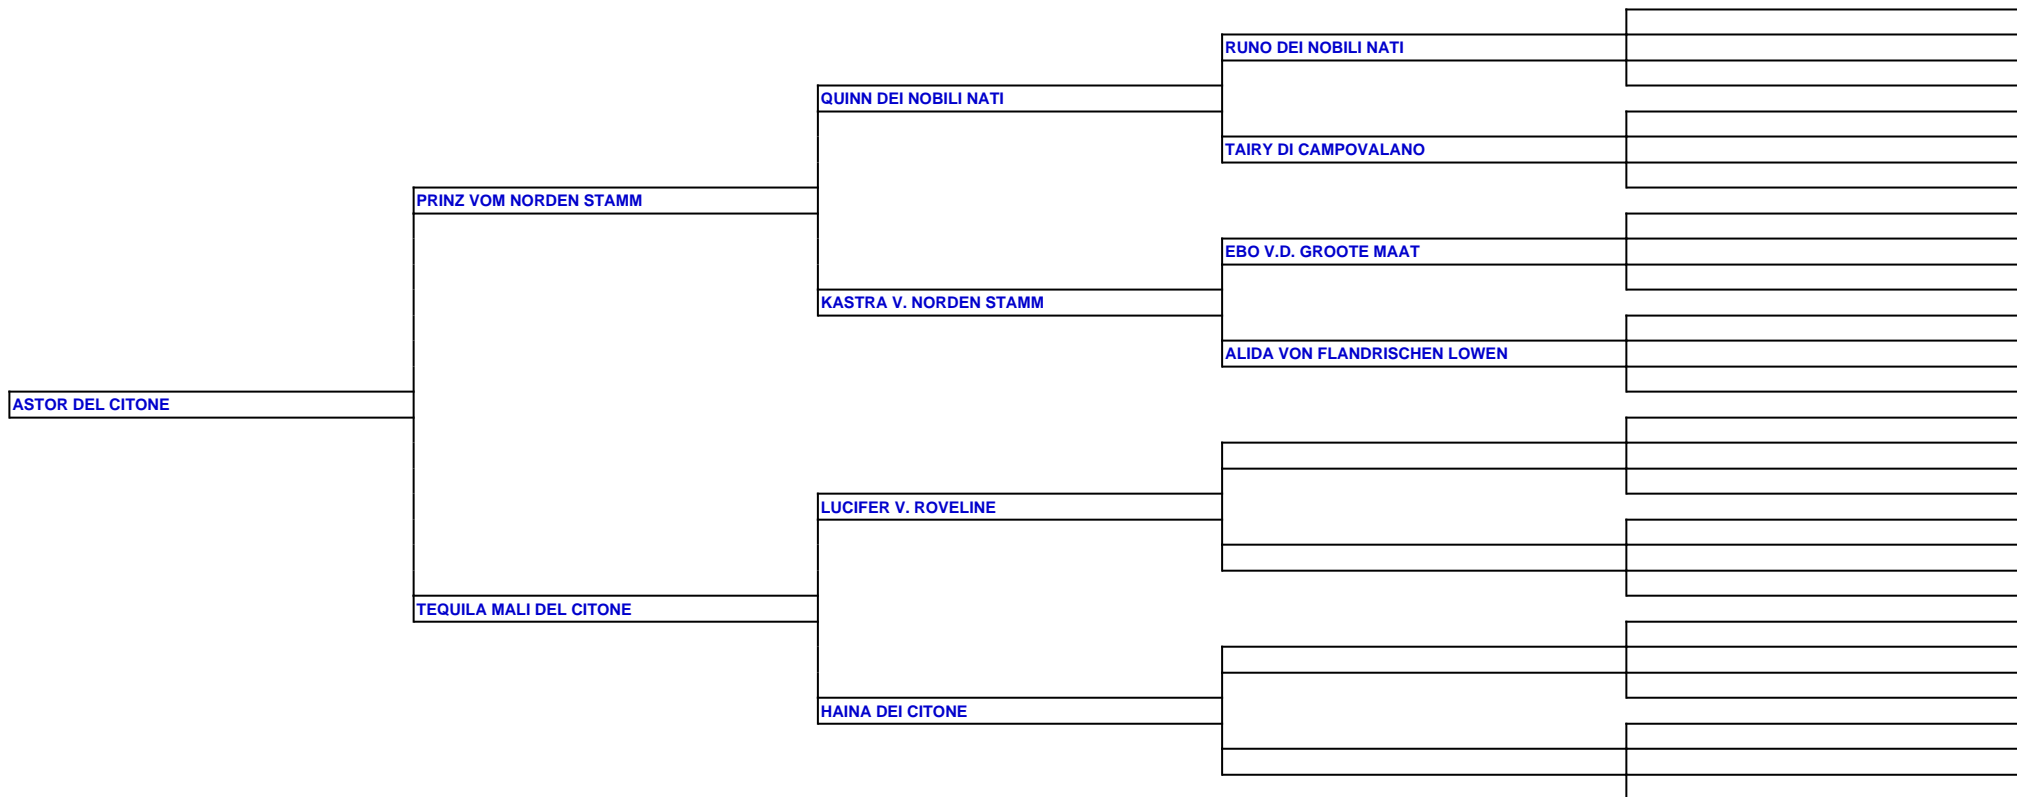 RUNO DEI NOBILI NATI
QUINN DEI NOBILI NATI
TAIRY DI CAMPOVALANO
PRINZ VOM NORDEN STAMM
EBO V.D. GROOTE MAAT
KASTRA V. NORDEN STAMM
ALIDA VON FLANDRISCHEN LOWEN
ASTOR DEL CITONE
LUCIFER V. ROVELINE
TEQUILA MALI DEL CITONE
HAINA DEI CITONE